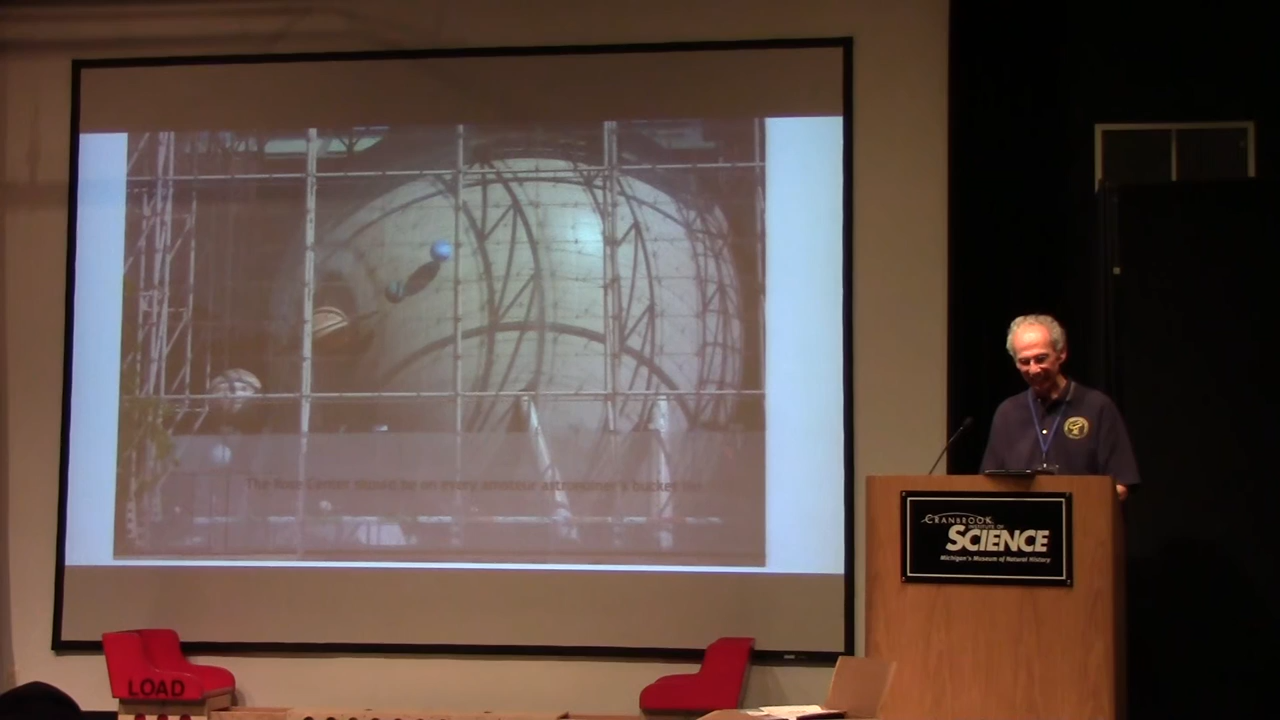 The Rose Center should be on every amateur astronomer's bucket list
CRANBROOK
INSTITUTE OF
SCIENCE
Michigan's Museum of Natural History
LOAD